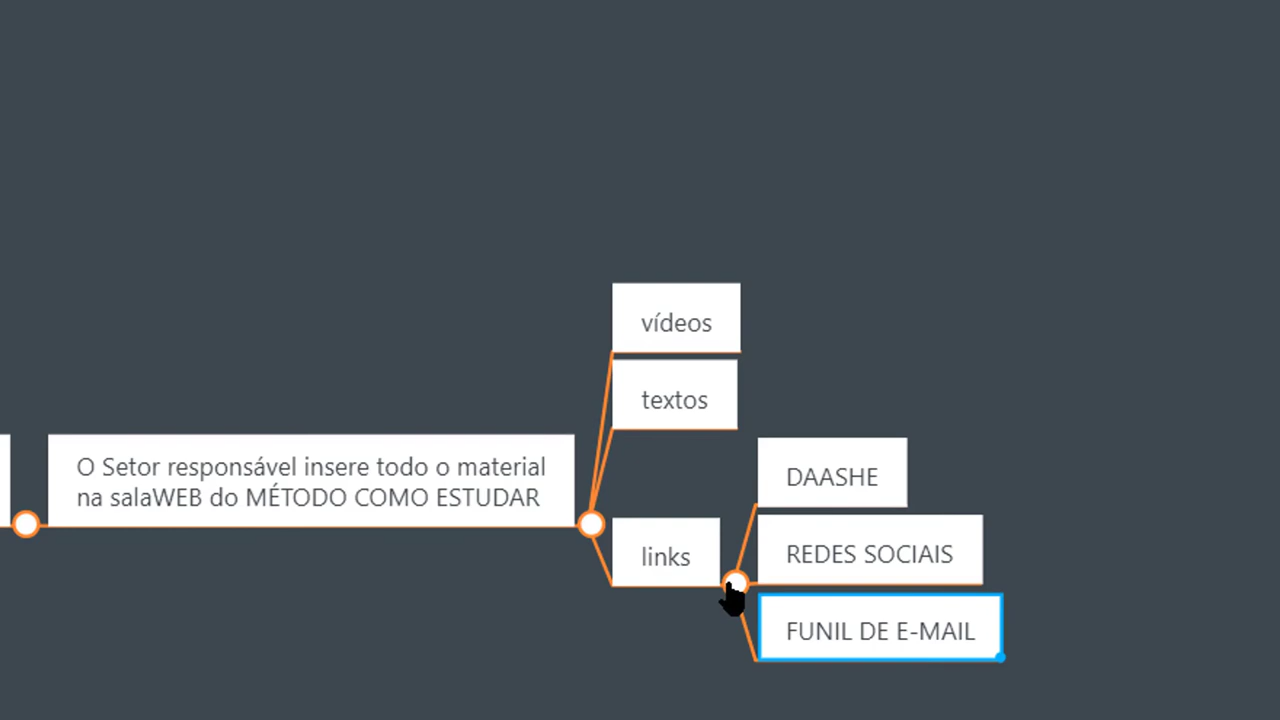 vídeos
textos
O Setor responsável insere todo o material
na salaWEB do MÉTODO COMO ESTUDAR
links
DAASHE
REDES SOCIAIS
FUNIL DE E-MAIL